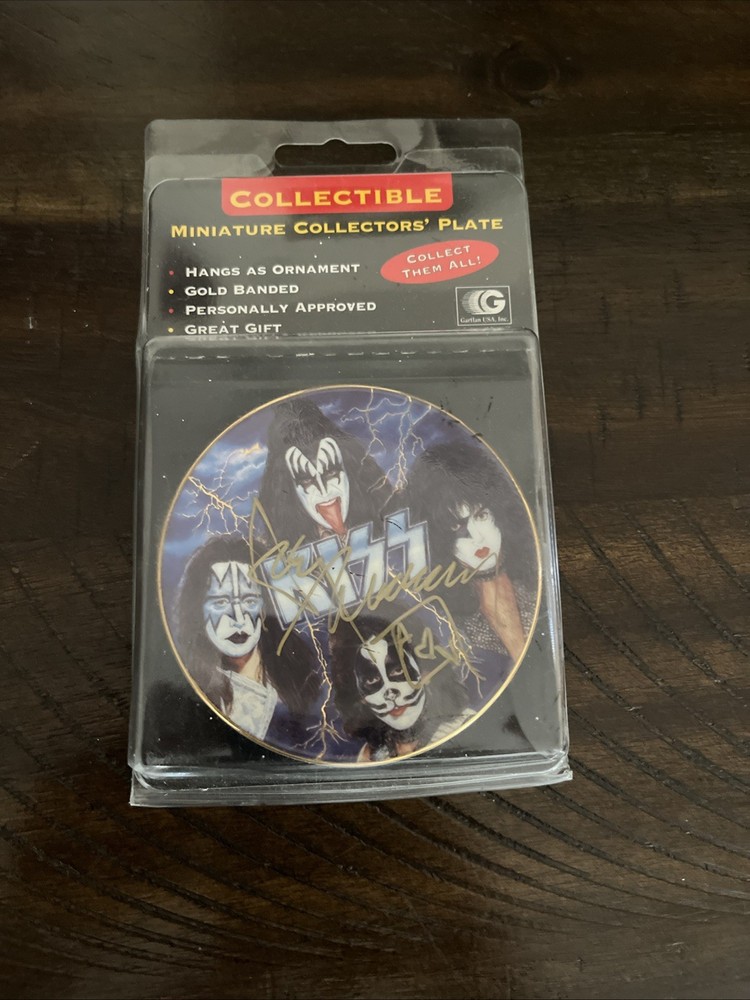 COLLECTIBLE
MINIATURE COLLECTORS' PLATE
COLLECT
THEM ALL!
• HANGS AS ORNAMENT
• GOLD BANDED
• PERSONALLY APPROVED
• GREAT GIFT
G
Gartlan USA, Inc.
KISS